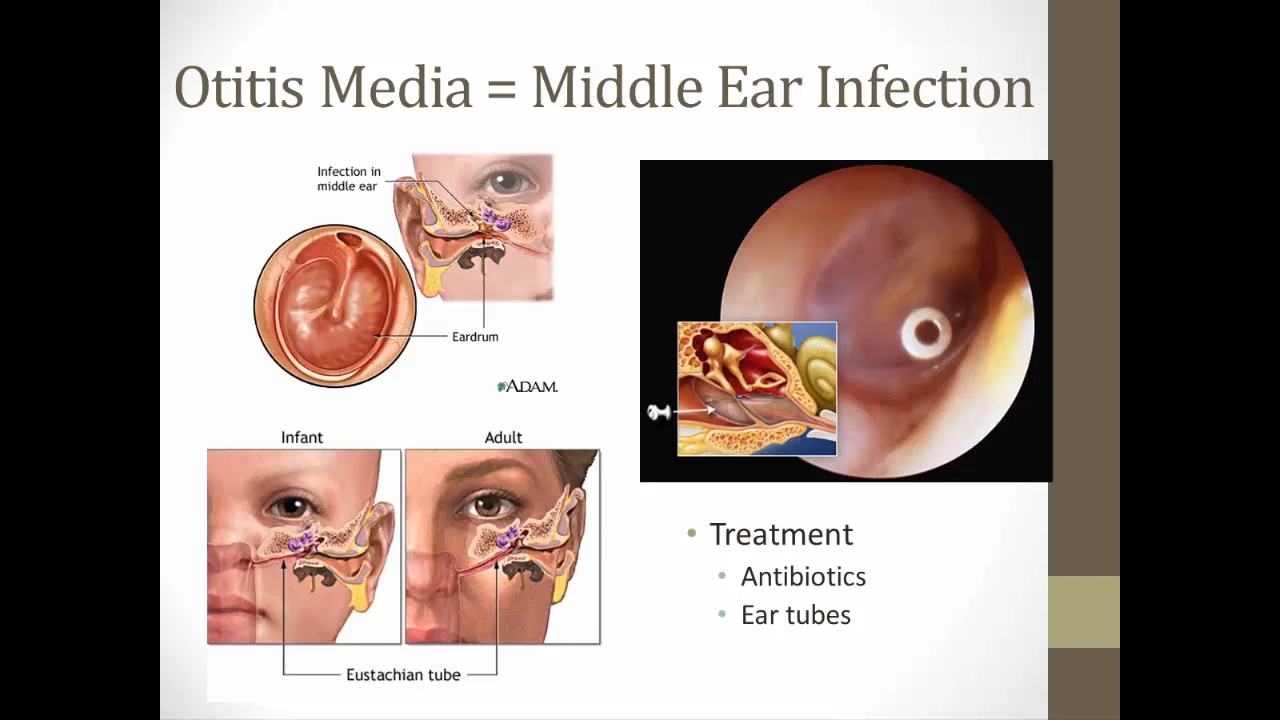 Otitis Media = Middle Ear Infection
Infection in
middle ear
Eardrum
ADAM.
Infant
Adult
Eustachian tube
• Treatment
• Antibiotics
• Ear tubes